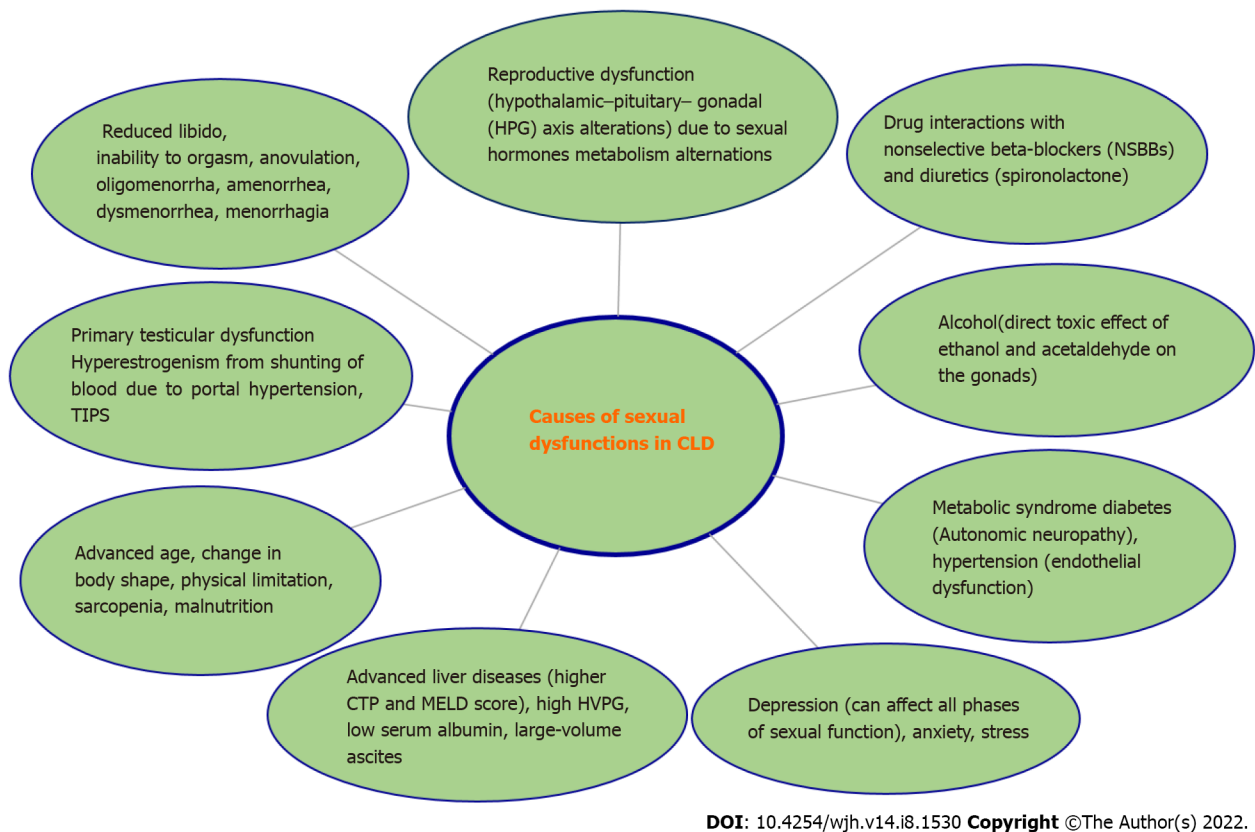 Reproductive dysfunction
(hypothalamic–pituitary– gonadal
(HPG) axis alterations) due to sexual
hormones metabolism alternations
Reduced libido,
inability to orgasm, anovulation,
oligomenorrha, amenorrhea,
dysmenorrhea, menorrhagia
Drug interactions with
nonselective beta-blockers (NSBBs)
and diuretics (spironolactone)
Primary testicular dysfunction
Hyperestrogenism from shunting of
blood due to portal hypertension,
TIPS
Alcohol(direct toxic effect of
ethanol and acetaldehyde on
the gonads)
Causes of sexual
dysfunctions in CLD
Advanced age, change in
body shape, physical limitation,
sarcopenia, malnutrition
Metabolic syndrome diabetes
(Autonomic neuropathy),
hypertension (endothelial
dysfunction)
Advanced liver diseases (higher
CTP and MELD score), high HVPG,
low serum albumin, large-volume
ascites
Depression (can affect all phases
of sexual function), anxiety, stress
DOI: 10.4254/wjh.v14.i8.1530 Copyright ©The Author(s) 2022.